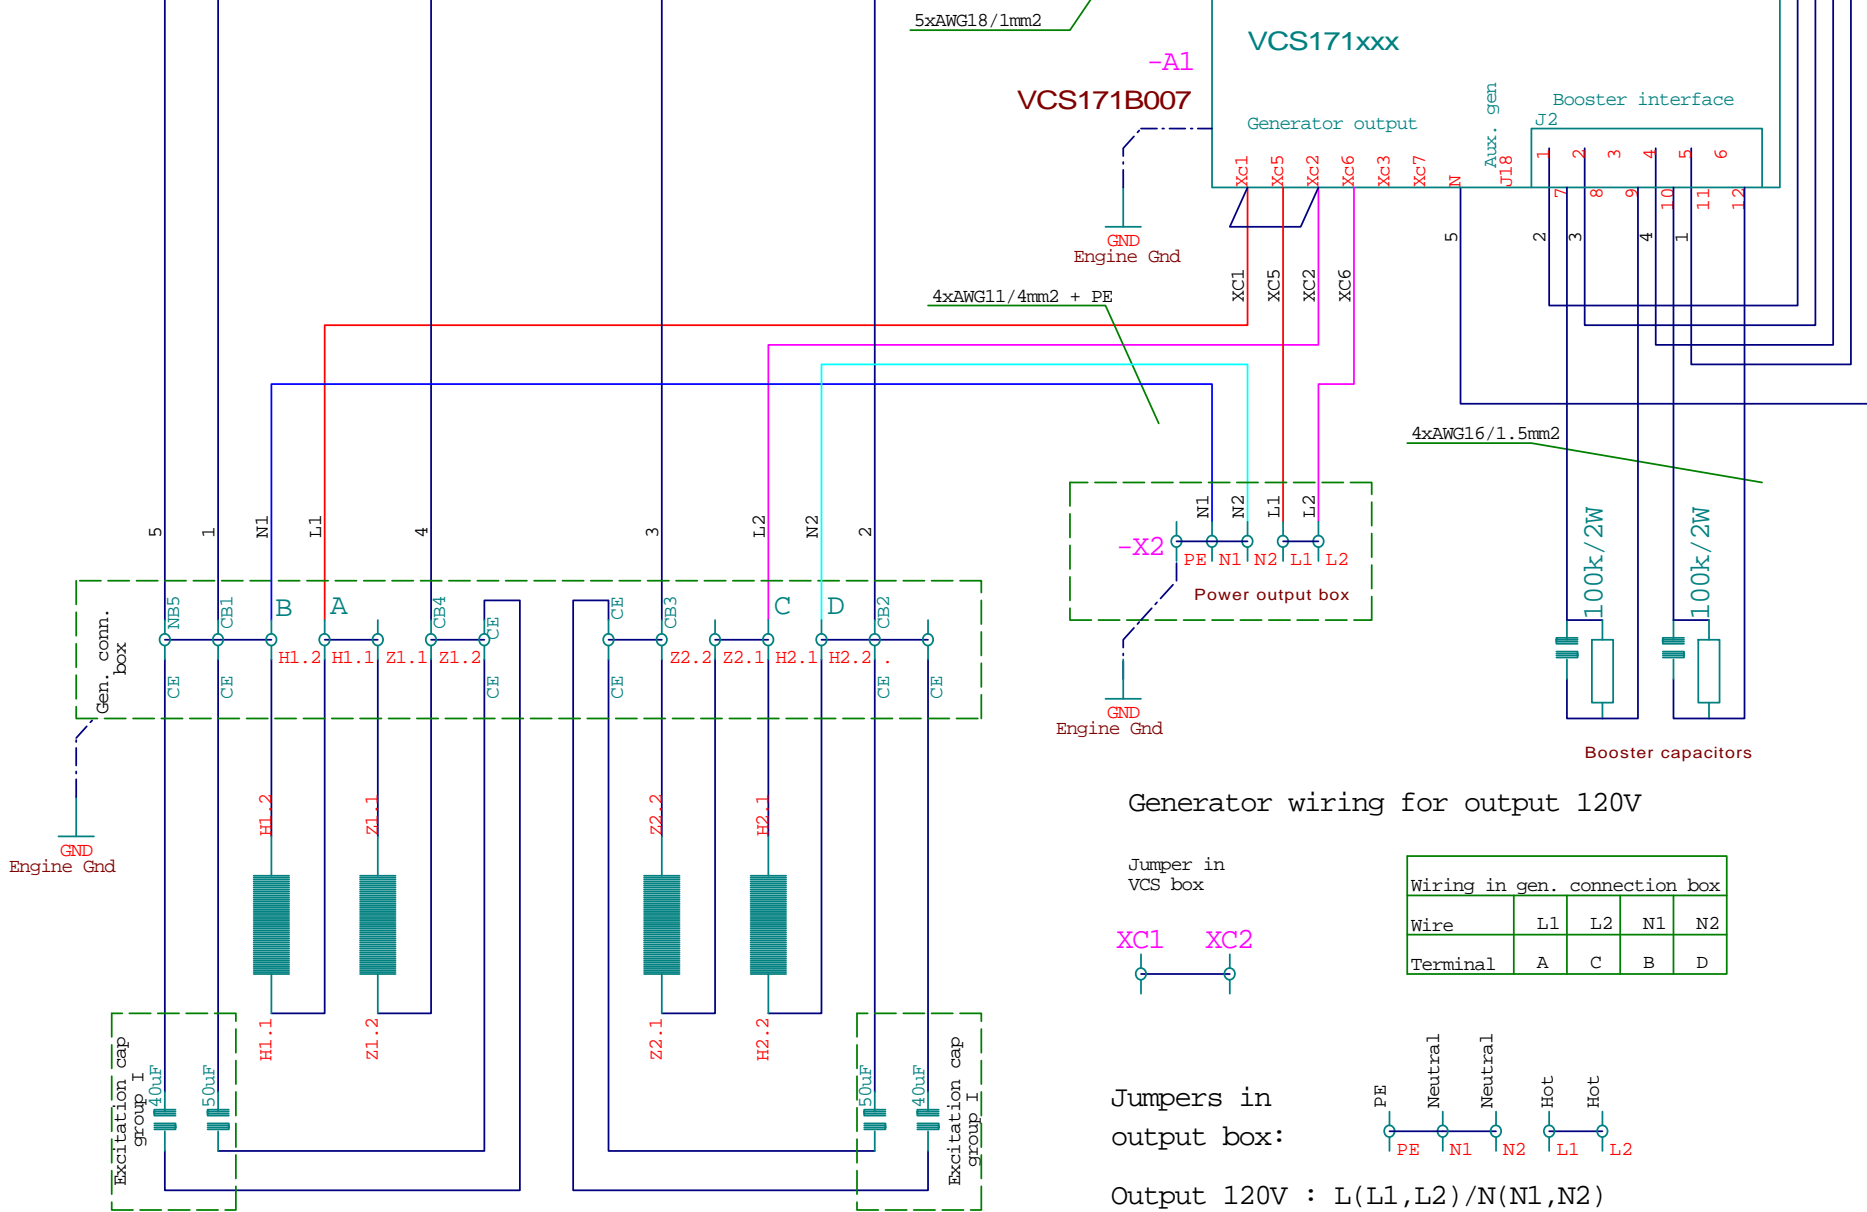 5xAWG18/1mm2
VCS171xxx
-A1
VCS171B007
Generator output
Aux. gen
J18
Booster interface
J2
Xc1
Xc5
Xc2
Xc6
Xc3
Xc7
N
1
2
3
4
5
6
7
8
9
10
11
12
GND
Engine Gnd
5
2
3
4
1
XC1
XC5
XC2
XC6
4xAWG11/4mm2 + PE
4xAWG16/1.5mm2
5
1
N1
L1
4
3
L2
N2
2
N1
N2
L1
L2
-X2
PE
N1
N2
L1
L2
Power output box
GND
Engine Gnd
100k/2W
100k/2W
Booster capacitors
Gen. conn.
box
NB5
CB1
B
A
CB4
CE
CE
CB3
C
D
CB2
H1.2
H1.1
Z1.1
Z1.2
Z2.2
Z2.1
H2.1
H2.2
.
CE
CE
CE
CE
CE
CE
GND
Engine Gnd
H1.2
Z1.1
Z2.2
H2.1
H1.1
Z1.2
Z2.1
H2.2
Excitation cap
group I
40uF
50uF
50uF
40uF
Excitation cap
group I
Generator wiring for output 120V
Jumper in
VCS box
XC1
XC2
Wiring in gen. connection box
Wire L1 L2 N1 N2
Terminal A C B D
Jumpers in
output box:
PE
Neutral
Neutral
Hot
Hot
PE
N1
N2
L1
L2
Output 120V : L(L1,L2)/N(N1,N2)